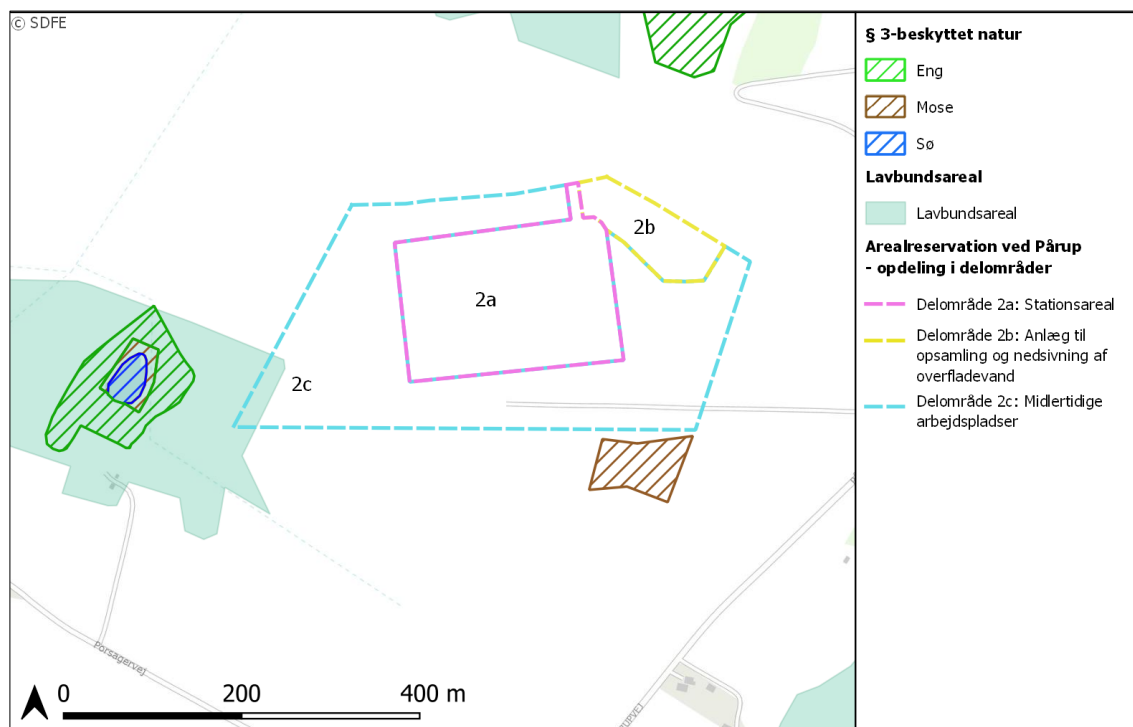 © SDFE
2b
2a
2c
Porsagervej
0
200
400 m
§ 3-beskyttet natur
Eng
Mose
Sø
Lavbundsareal
Lavbundsareal
Arealreservation ved Pårup
- opdeling i delområder
Delområde 2a: Stationsareal
Delområde 2b: Anlæg til
opsamling og nedsivning af
overfladevand
Delområde 2c: Midlertidige
arbejdspladser